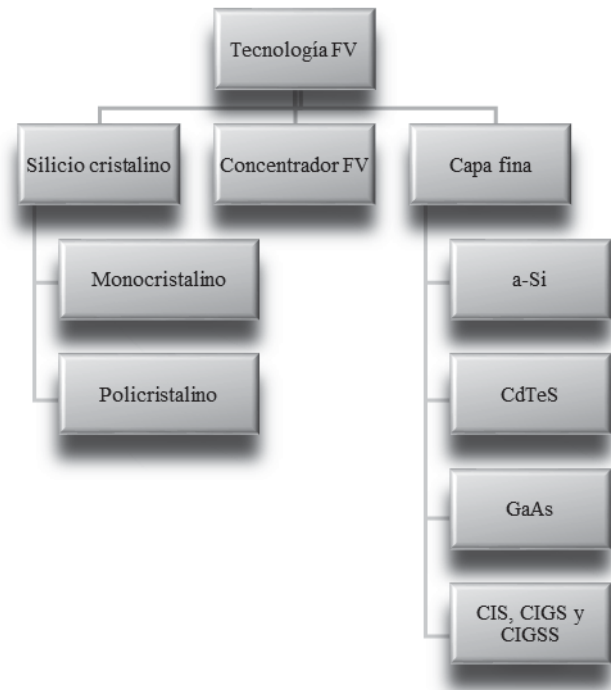 Tecnología FV
Silicio cristalino
Concentrador FV
Capa fina
Monocristalino
Policristalino
a-Si
CdTeS
GaAs
CIS, CIGS y
CIGSS